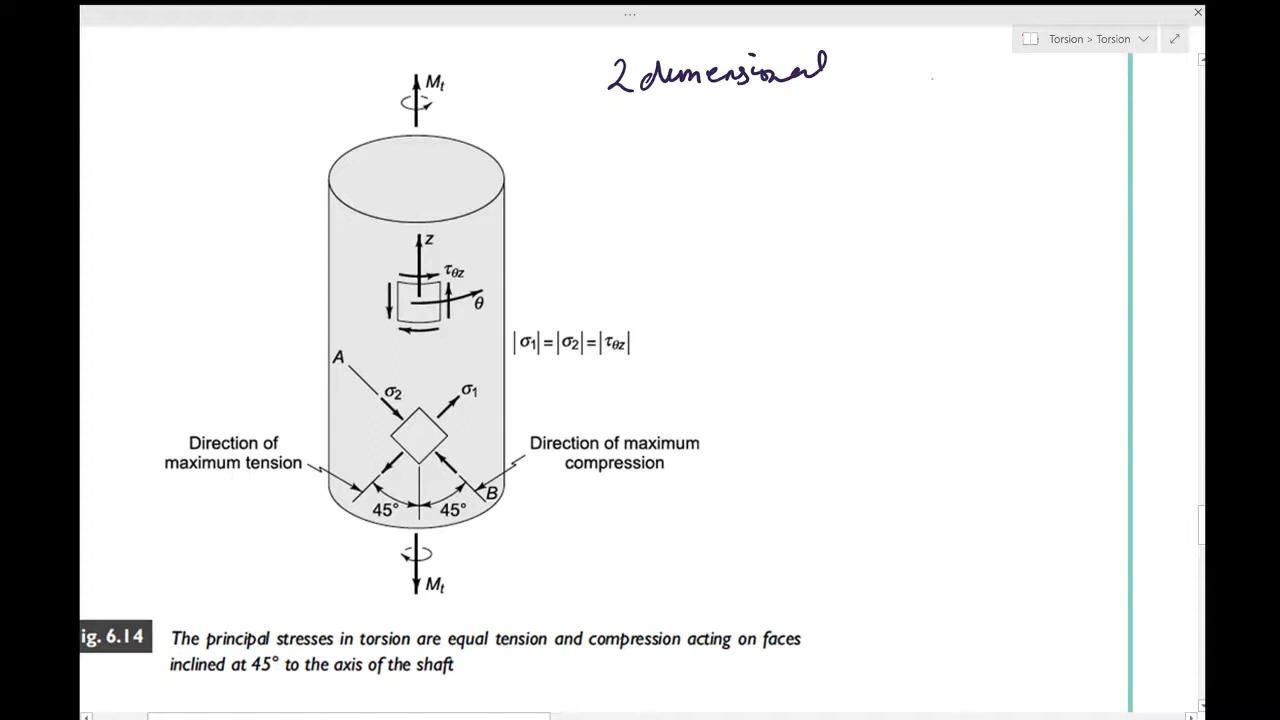 Torsion > Torsion
2 dimensional
Mt
z
τθz
θ
|σ1|=|σ2|=|τθz|
A
σ2
σ1
Direction of
maximum tension
Direction of maximum
compression
B
45°
45°
Mt
ig. 6.14
The principal stresses in torsion are equal tension and compression acting on faces
inclined at 45° to the axis of the shaft